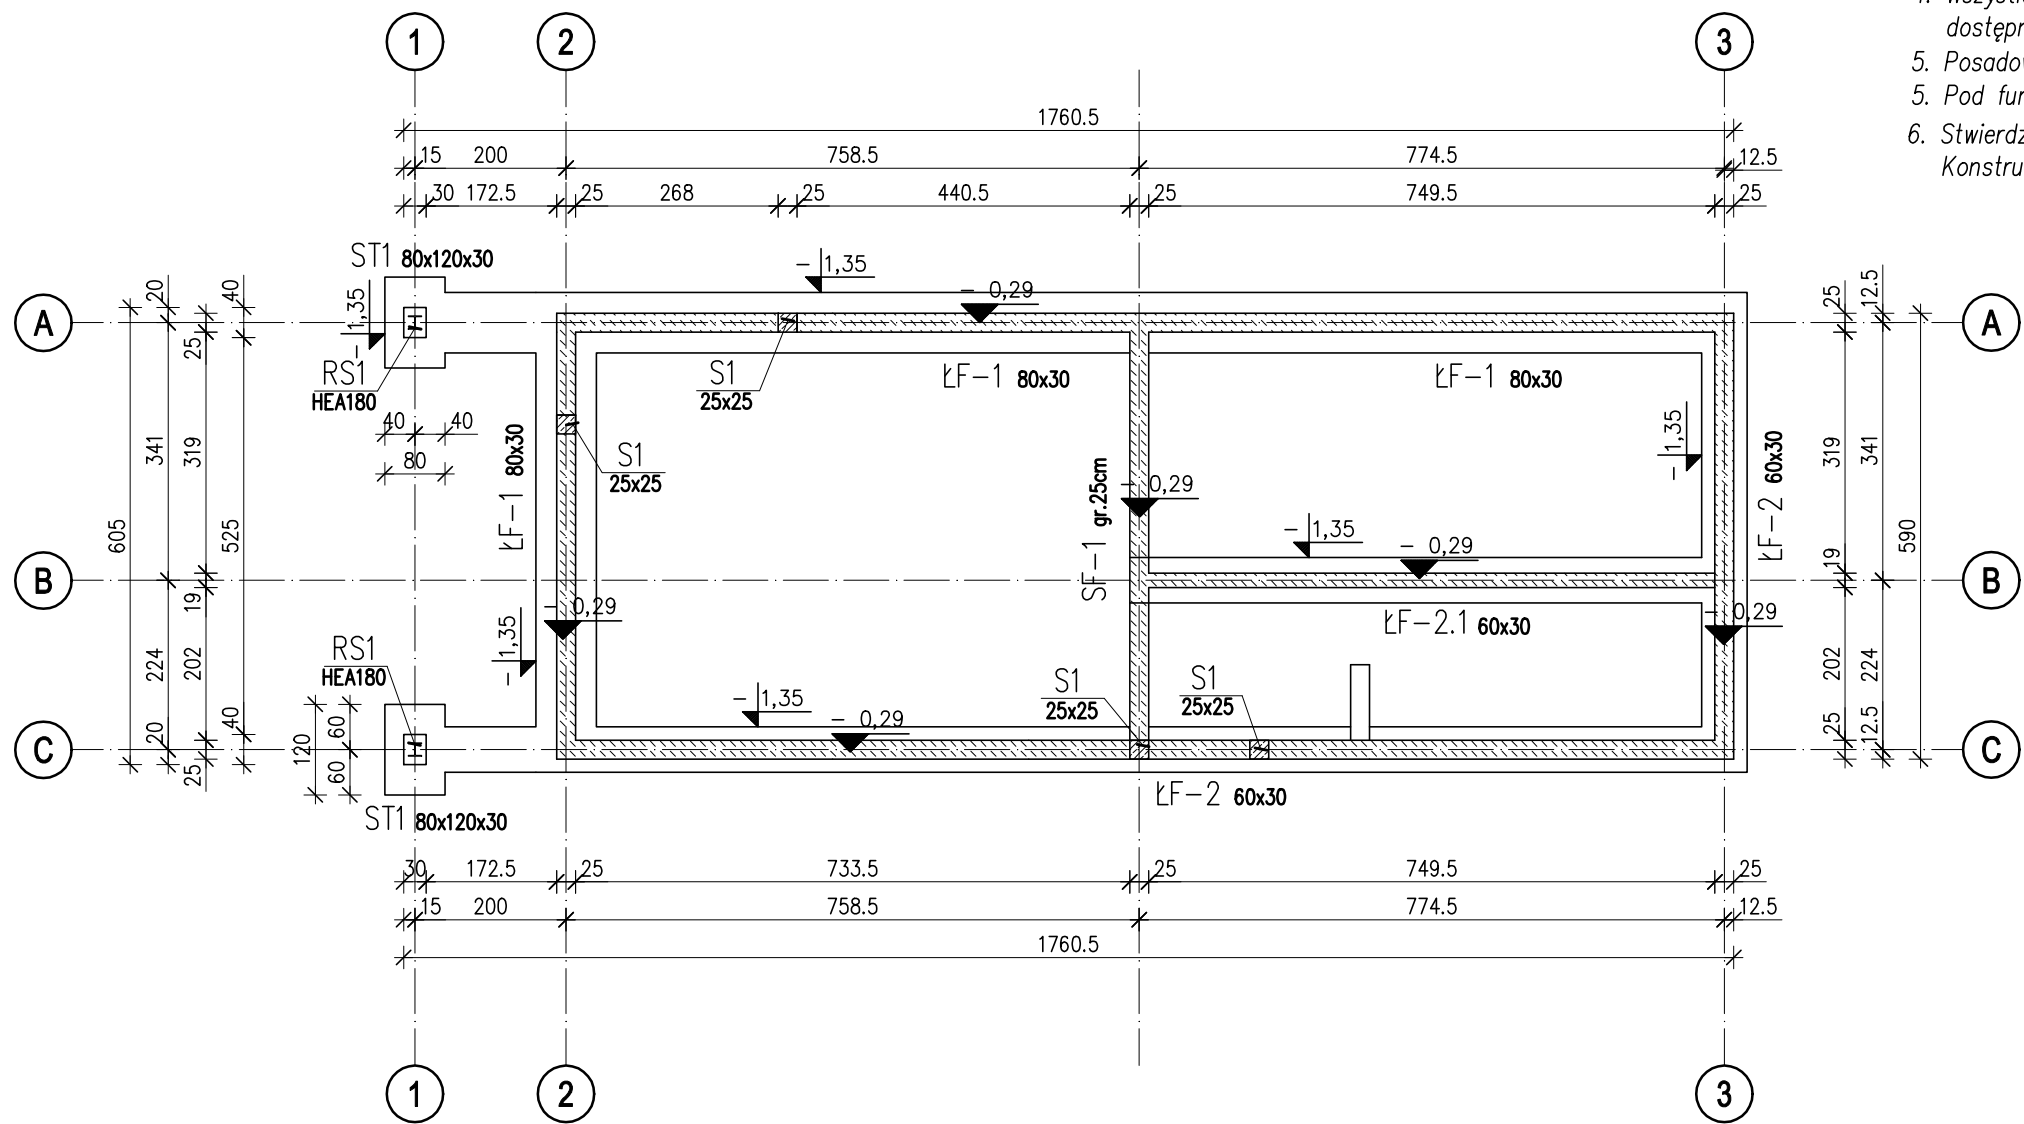 1 2 3
1. wszystk
dostępn
5. Posadow
5. Pod fun
6. Stwierdz
Konstru
1760.5
15 200 758.5 774.5 12.5
30 172.5 25 268 25 440.5 25 749.5 25
ST1 80x120x30
- 1,35
- 0,29
- 1,35
20
40
25
12.5
A A
RS1
HEA180
S1
25x25
ŁF-1 80x30
ŁF-1 80x30
25
40 40
80
S1
25x25
ŁF-1 80x30
SF-1 gr.25cm
- 0,29
- 1,35
ŁF-2 60x30
605
341
319
525
319
341
590
- 1,35
- 0,29
B B
19
19
- 0,29
- 1,35
ŁF-2.1 60x30
- 0,29
RS1
HEA180
224
202
202
224
S1
25x25
S1
25x25
- 1,35
- 0,29
C C
20
25
40
120
60
60
25
12.5
ST1 80x120x30
ŁF-2 60x30
30 172.5 25 733.5 25 749.5 25
15 200 758.5 774.5 12.5
1760.5
1 2 3